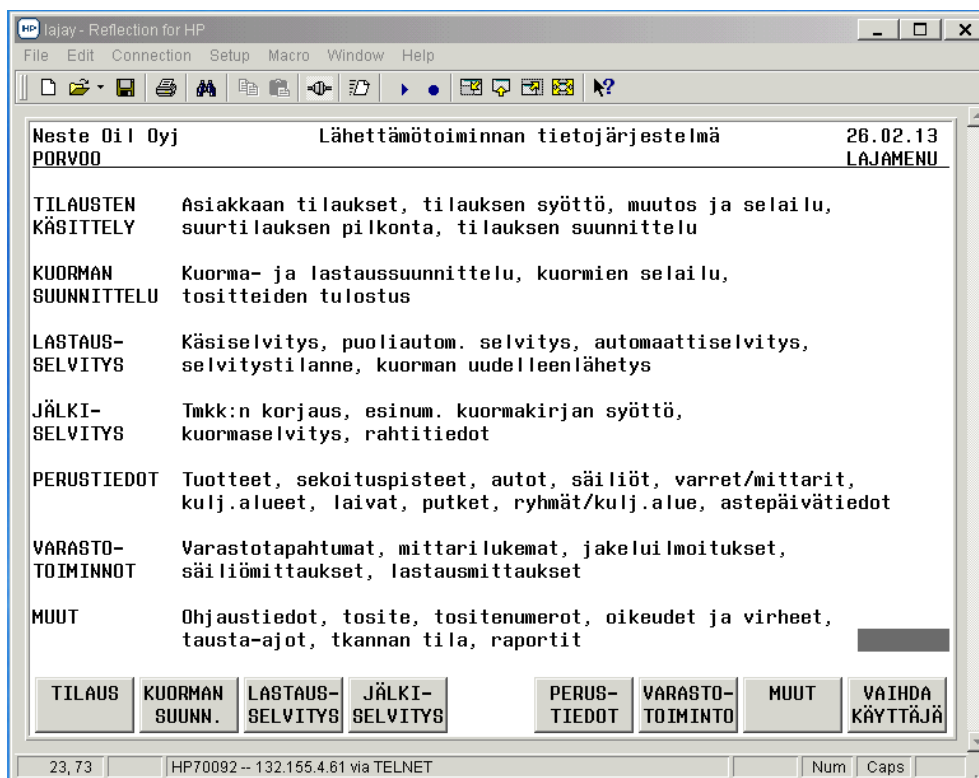 lajay - Reflection for HP
File Edit Connection Setup Macro Window Help
Neste Oil Oyj Lähettämötoiminnan tietojärjestelmä 26.02.13
PORVOO LAJAMENU
TILAUSTEN Asiakkaan tilaukset, tilauksen syöttö, muutos ja selailu,
KÄSITTELY suurtilauksen pilkonta, tilauksen suunnittelu
KUORMAN Kuorma- ja lastaussuunnittelu, kuormien selailu,
SUUNNITTELU tositteiden tulostus
LASTAUS- Käsiselvitys, puoliautom. selvitys, automaattiselvitys,
SELVITYS selvitystilanne, kuorman uudelleenlähetys
JÄLKI- Tmkk:n korjaus, esinum. kuormakirjan syöttö,
SELVITYS kuormaselvitys, rahtitiedot
PERUSTIEDOT Tuotteet, sekoituspisteet, autot, säiliöt, varret/mittarit,
kulj.alueet, laivat, putket, ryhmät/kulj.alue, astepäivätiedot
VARASTO- Varastotapahtumat, mittarilukemat, jakeluilmoitukset,
TOIMINNOT säiliömittaukset, lastausmittaukset
MUUT Ohjaustiedot, tosite, tositenumerot, oikeudet ja virheet,
tausta-ajot, tkannan tila, raportit
TILAUS KUORMAN LASTAUS- JÄLKI- PERUS- VARASTO- MUUT VAIHDA
SUUNN. SELVITYS SELVITYS TIEDOT TOIMINTO KÄYTTÄJÄ
23, 73 HP70092 -- 132.155.4.61 via TELNET Num Caps